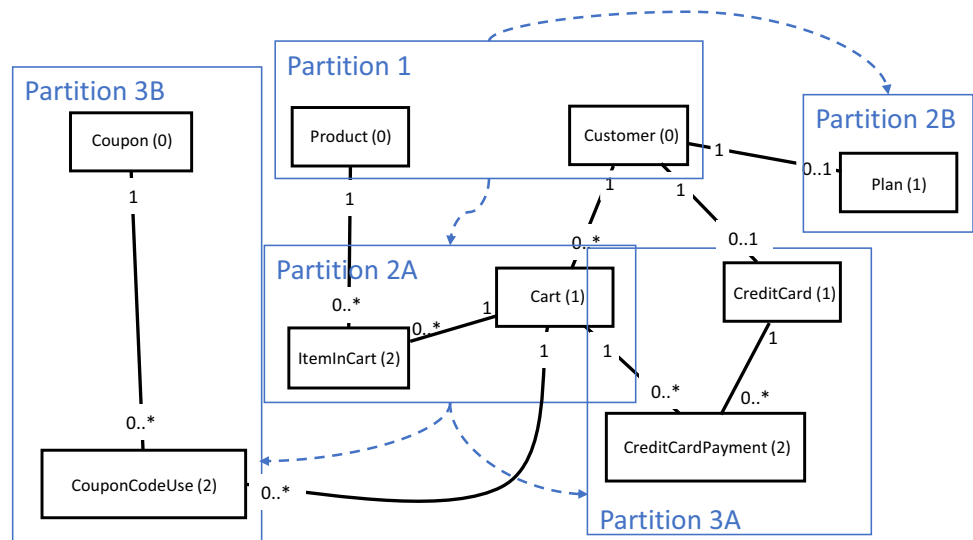 Partition 1
Partition 3B
Partition 2B
Coupon (0)
Product (0)
Customer (0)
Plan (1)
1
0..1
1
1
1
1
0..*
0..1
Partition 2A
Cart (1)
CreditCard (1)
0..*
0..*
1
ItemInCart (2)
1
1
1
0..*
0..*
0..*
CreditCardPayment (2)
CouponCodeUse (2)
0..*
Partition 3A